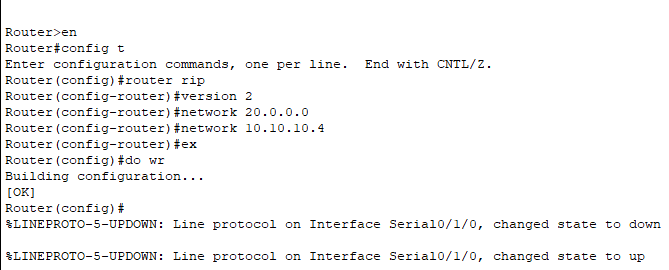 Router>en
Router#config t
Enter configuration commands, one per line.  End with CNTL/Z.
Router(config)#router rip
Router(config-router)#version 2
Router(config-router)#network 20.0.0.0
Router(config-router)#network 10.10.10.4
Router(config-router)#ex
Router(config)#do wr
Building configuration...
[OK]
Router(config)#
%LINEPROTO-5-UPDOWN: Line protocol on Interface Serial0/1/0, changed state to down
%LINEPROTO-5-UPDOWN: Line protocol on Interface Serial0/1/0, changed state to up